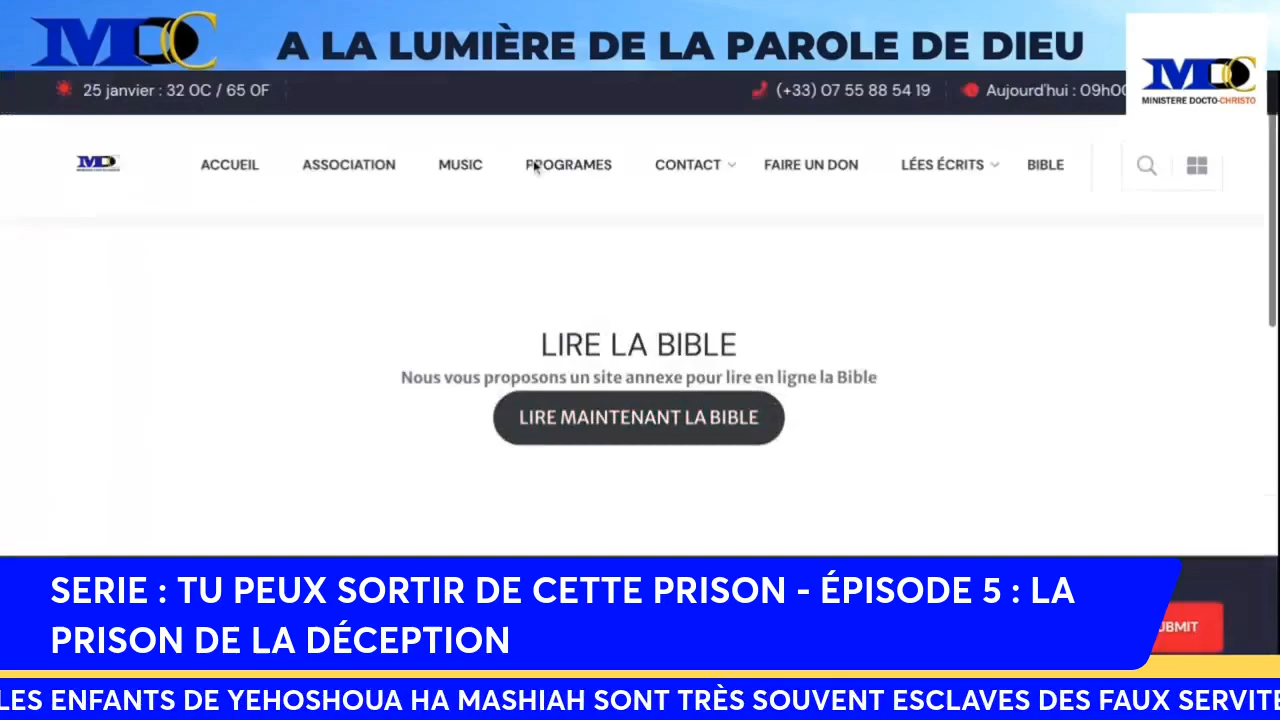 MDC
A LA LUMIÈRE DE LA PAROLE DE DIEU
MDC
MINISTERE DOCTO-CHRISTO
25 janvier : 32 0C / 65 0F
(+33) 07 55 88 54 19
Aujourd'hui : 09h00
MDC
ACCUEIL
ASSOCIATION
MUSIC
PROGRAMES
CONTACT
FAIRE UN DON
LÉES ÉCRITS
BIBLE
LIRE LA BIBLE
Nous vous proposons un site annexe pour lire en ligne la Bible
LIRE MAINTENANT LA BIBLE
SERIE : TU PEUX SORTIR DE CETTE PRISON - ÉPISODE 5 : LA
PRISON DE LA DÉCEPTION
LES ENFANTS DE YEHOSHOUA HA MASHIAH SONT TRÈS SOUVENT ESCLAVES DES FAUX